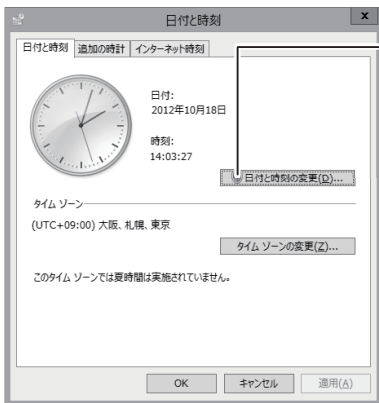 日付と時刻
x
日付と時刻 追加の時計 インターネット時刻
日付:
2012年10月18日
時刻:
14:03:27
日付と時刻の変更(D)...
タイム ゾーン
(UTC+09:00) 大阪、札幌、東京
タイム ゾーンの変更(Z)...
このタイム ゾーンでは夏時間は実施されていません。
OK キャンセル 適用(A)